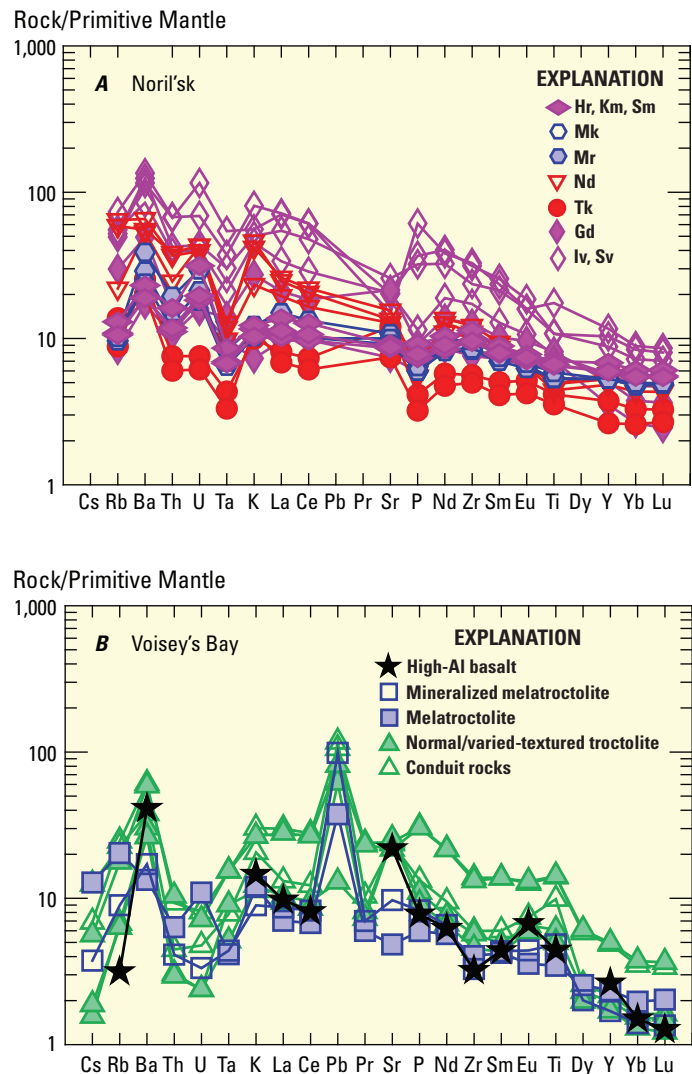 Rock/Primitive Mantle
1,000
A Noril'sk
EXPLANATION
Hr, Km, Sm
Mk
Mr
Nd
Tk
Gd
Iv, Sv
100
10
1
Cs Rb Ba Th U Ta K La Ce Pb Pr Sr P Nd Zr Sm Eu Ti Dy Y Yb Lu
Rock/Primitive Mantle
1,000
B Voisey's Bay
EXPLANATION
High-Al basalt
Mineralized melatroctolite
Melatroctolite
Normal/varied-textured troctolite
Conduit rocks
100
10
1
Cs Rb Ba Th U Ta K La Ce Pb Pr Sr P Nd Zr Sm Eu Ti Dy Y Yb Lu